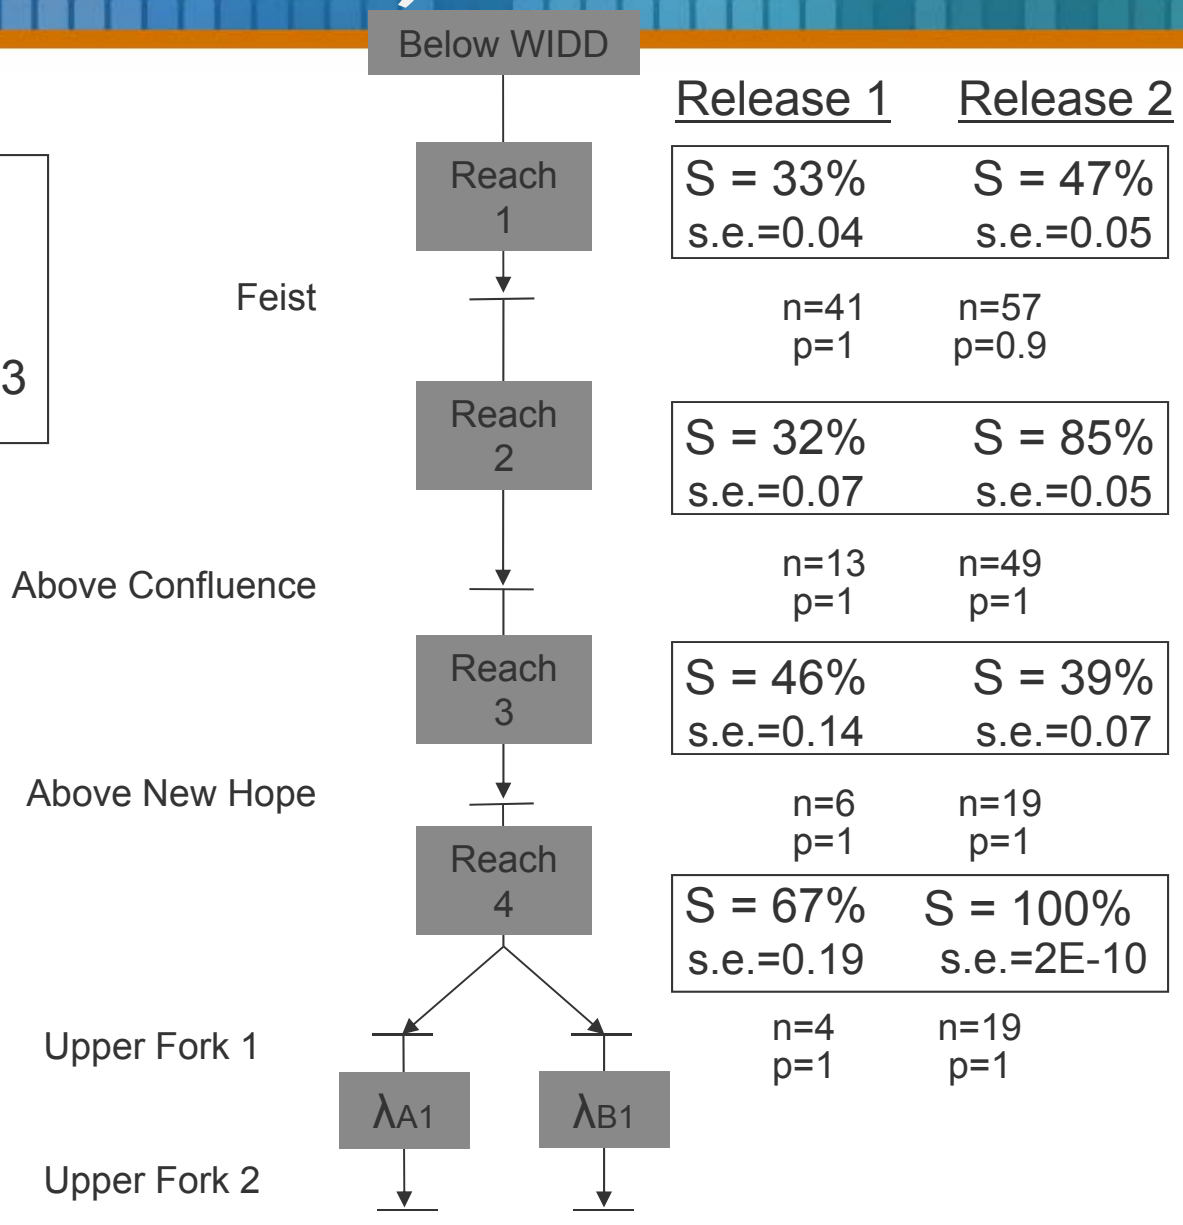 Below WIDD
Release 1 Release 2
3
Reach
1
S = 33% S = 47%
s.e.=0.04 s.e.=0.05
Feist
n=41 n=57
p=1 p=0.9
Reach
2
S = 32% S = 85%
s.e.=0.07 s.e.=0.05
Above Confluence
n=13 n=49
p=1 p=1
Reach
3
S = 46% S = 39%
s.e.=0.14 s.e.=0.07
Above New Hope
n=6 n=19
p=1 p=1
Reach
4
S = 67% S = 100%
s.e.=0.19 s.e.=2E-10
Upper Fork 1
n=4 n=19
p=1 p=1
λA1 λB1
Upper Fork 2